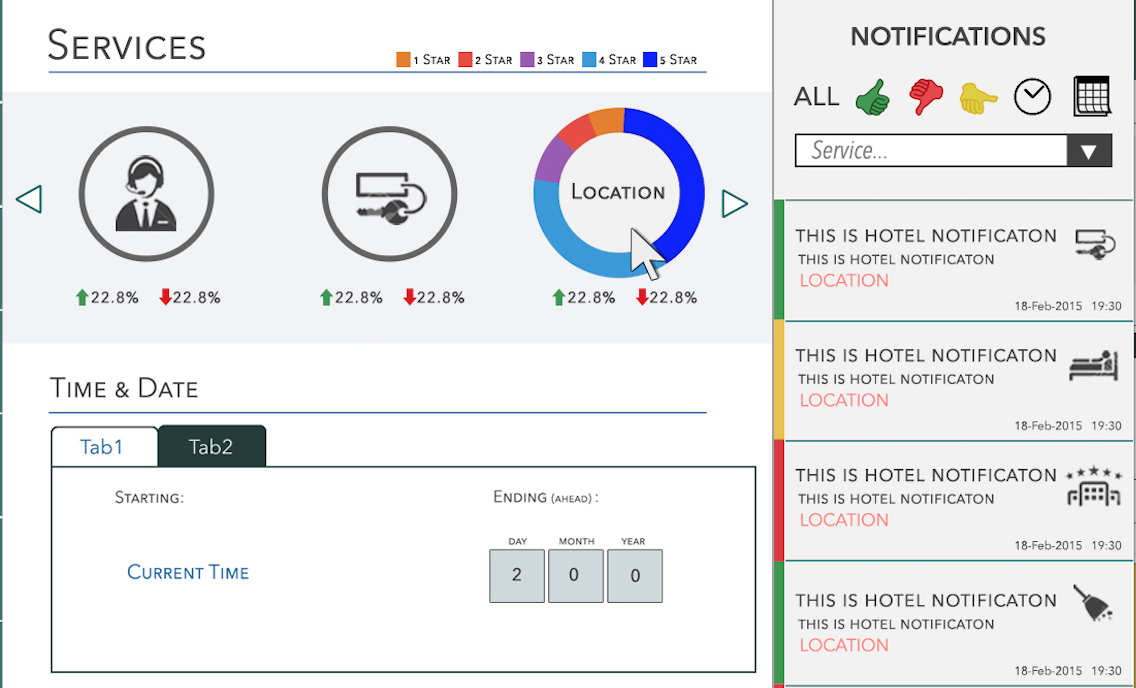 SERVICES
1 STAR 2 STAR 3 STAR 4 STAR 5 STAR
LOCATION
22.8% 22.8% 22.8% 22.8% 22.8% 22.8%
TIME & DATE
Tab1 Tab2
STARTING: ENDING (AHEAD) :
DAY MONTH YEAR
CURRENT TIME 2 0 0
NOTIFICATIONS
ALL
Service...
THIS IS HOTEL NOTIFICATON
THIS IS HOTEL NOTIFICATON
LOCATION
18-Feb-2015 19:30
THIS IS HOTEL NOTIFICATON
THIS IS HOTEL NOTIFICATON
LOCATION
18-Feb-2015 19:30
THIS IS HOTEL NOTIFICATON
THIS IS HOTEL NOTIFICATON
LOCATION
18-Feb-2015 19:30
THIS IS HOTEL NOTIFICATON
THIS IS HOTEL NOTIFICATON
LOCATION
18-Feb-2015 19:30